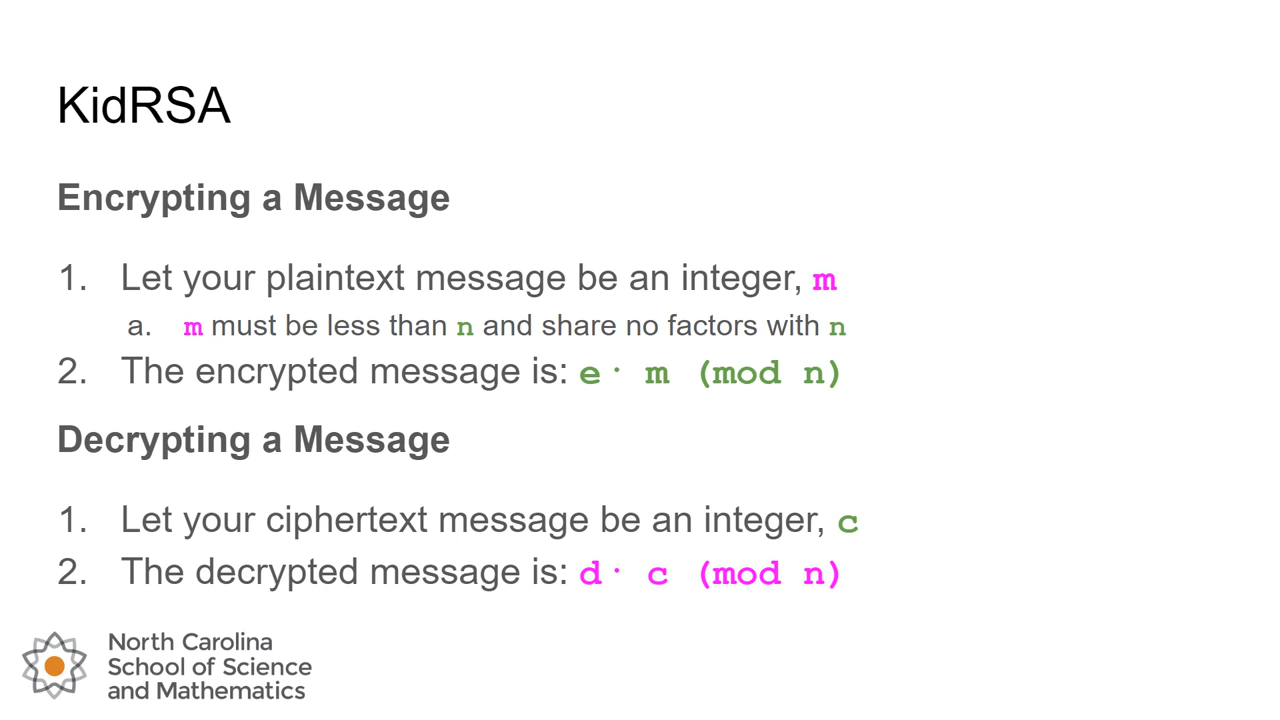 KidRSA
Encrypting a Message
1. Let your plaintext message be an integer, m
a. m must be less than n and share no factors with n
2. The encrypted message is: e· m (mod n)
Decrypting a Message
1. Let your ciphertext message be an integer, c
2. The decrypted message is: d· c (mod n)
North Carolina
School of Science
and Mathematics